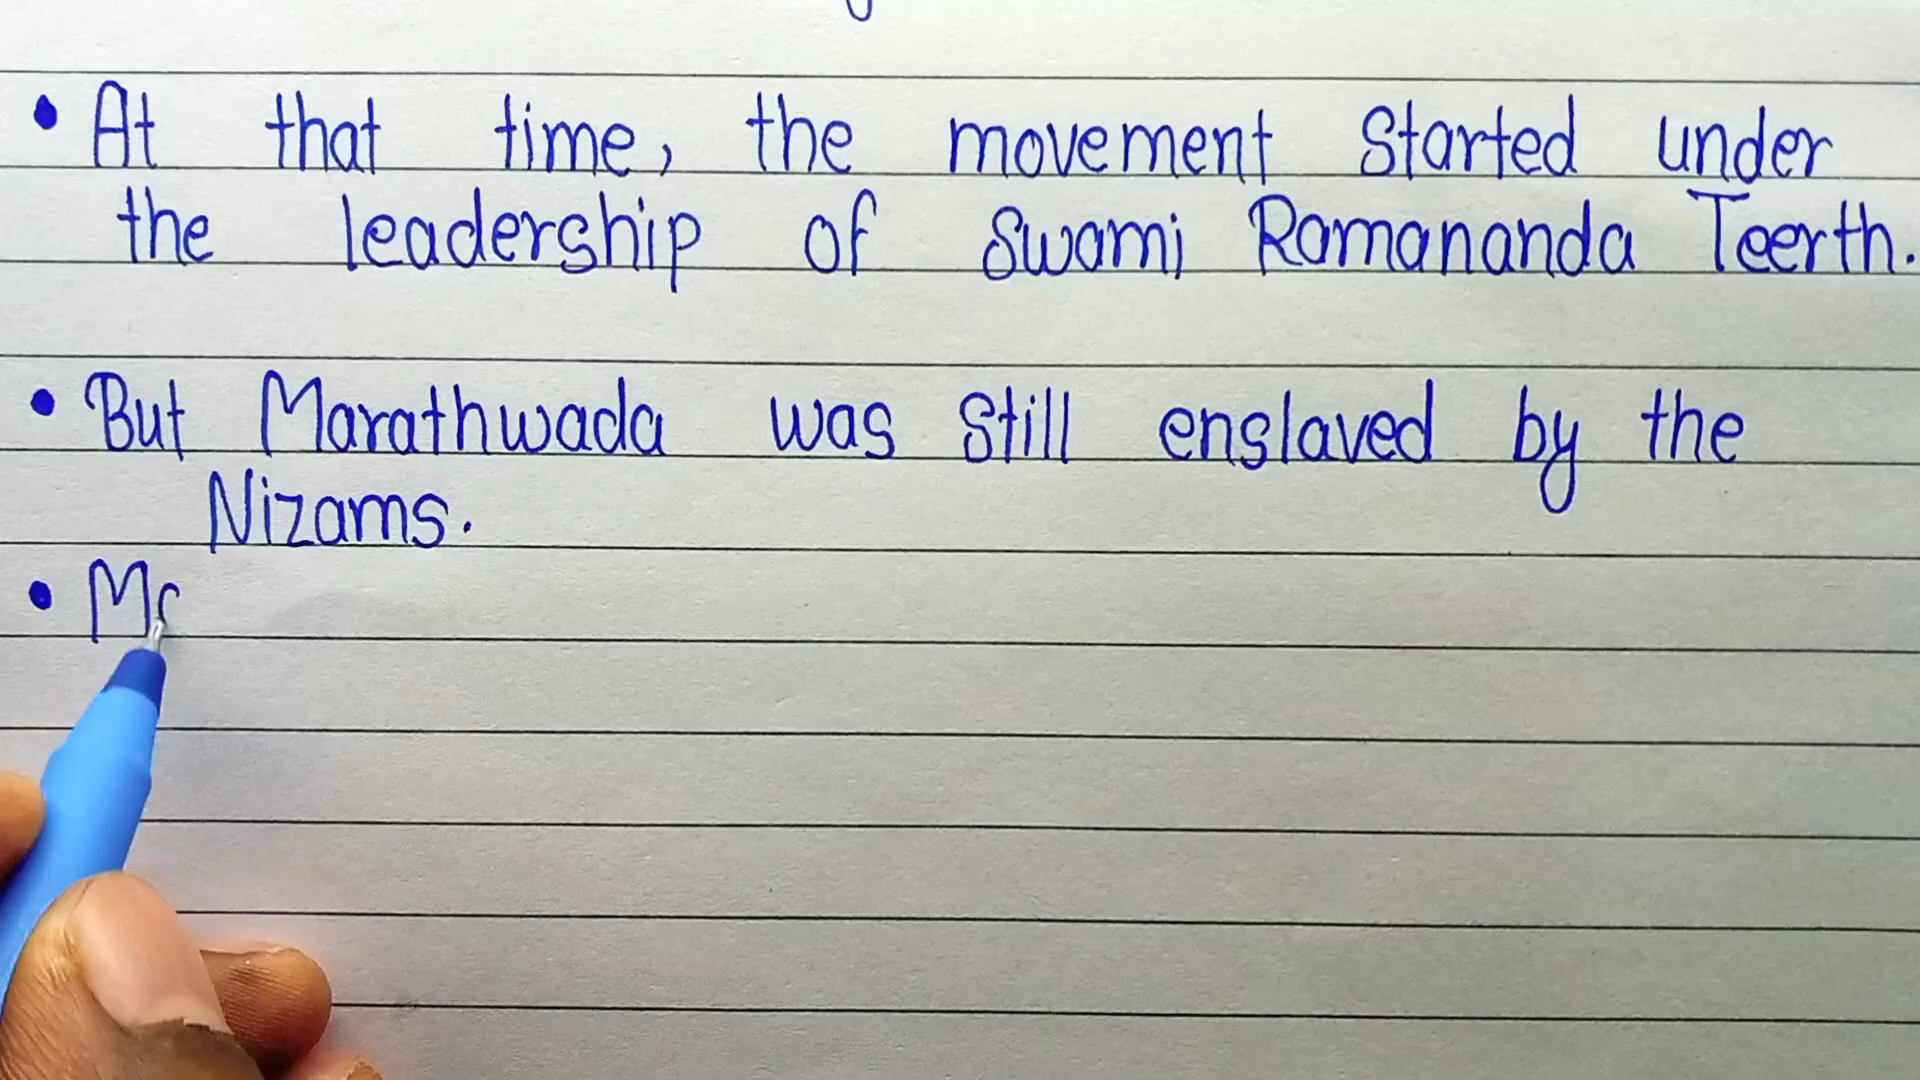 • At that time, the movement started under
the leadership of Swami Ramananda Teerth.
• But Marathwada was still enslaved by the
Nizams.
•